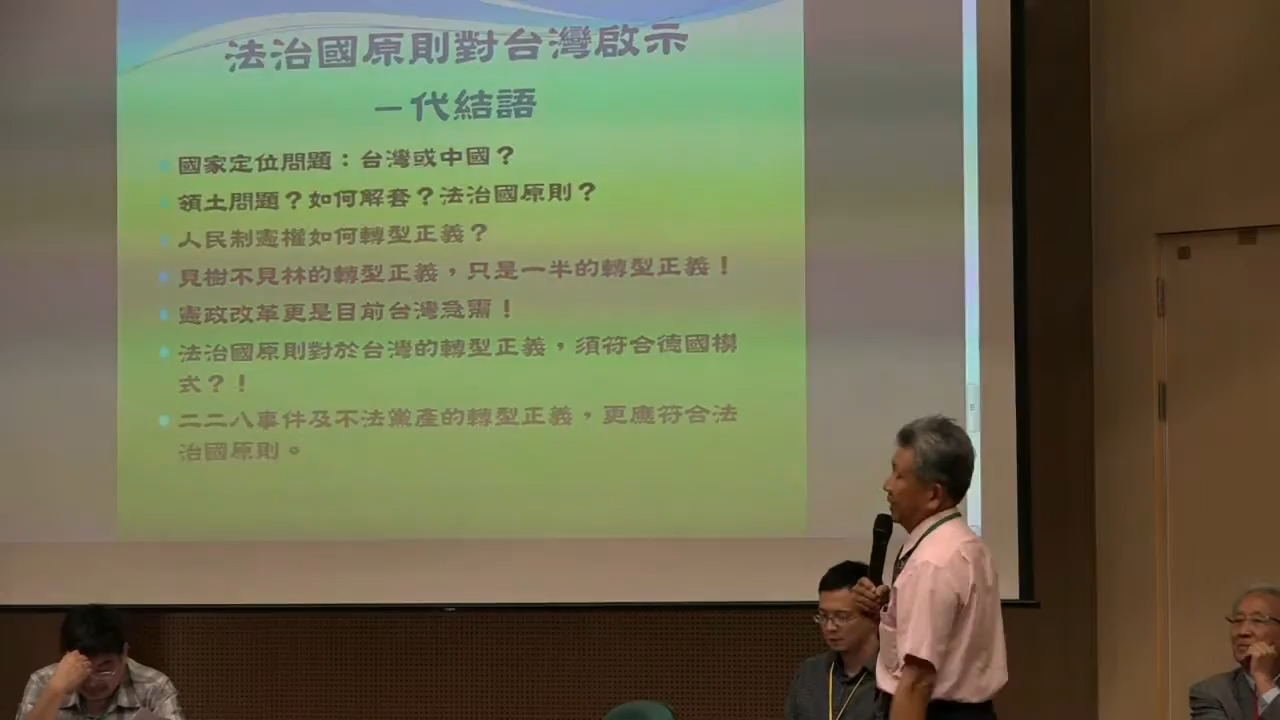 法治國原則對台灣啟示
－代結語
國家定位問題：台灣或中國？
領土問題？如何解套？法治國原則？
人民制憲權如何轉型正義？
見樹不見林的轉型正義，只是一半的轉型正義！
憲政改革更是目前台灣急需！
法治國原則對於台灣的轉型正義，須符合德國模
式？！
二二八事件及不法黨產的轉型正義，更應符合法
治國原則。